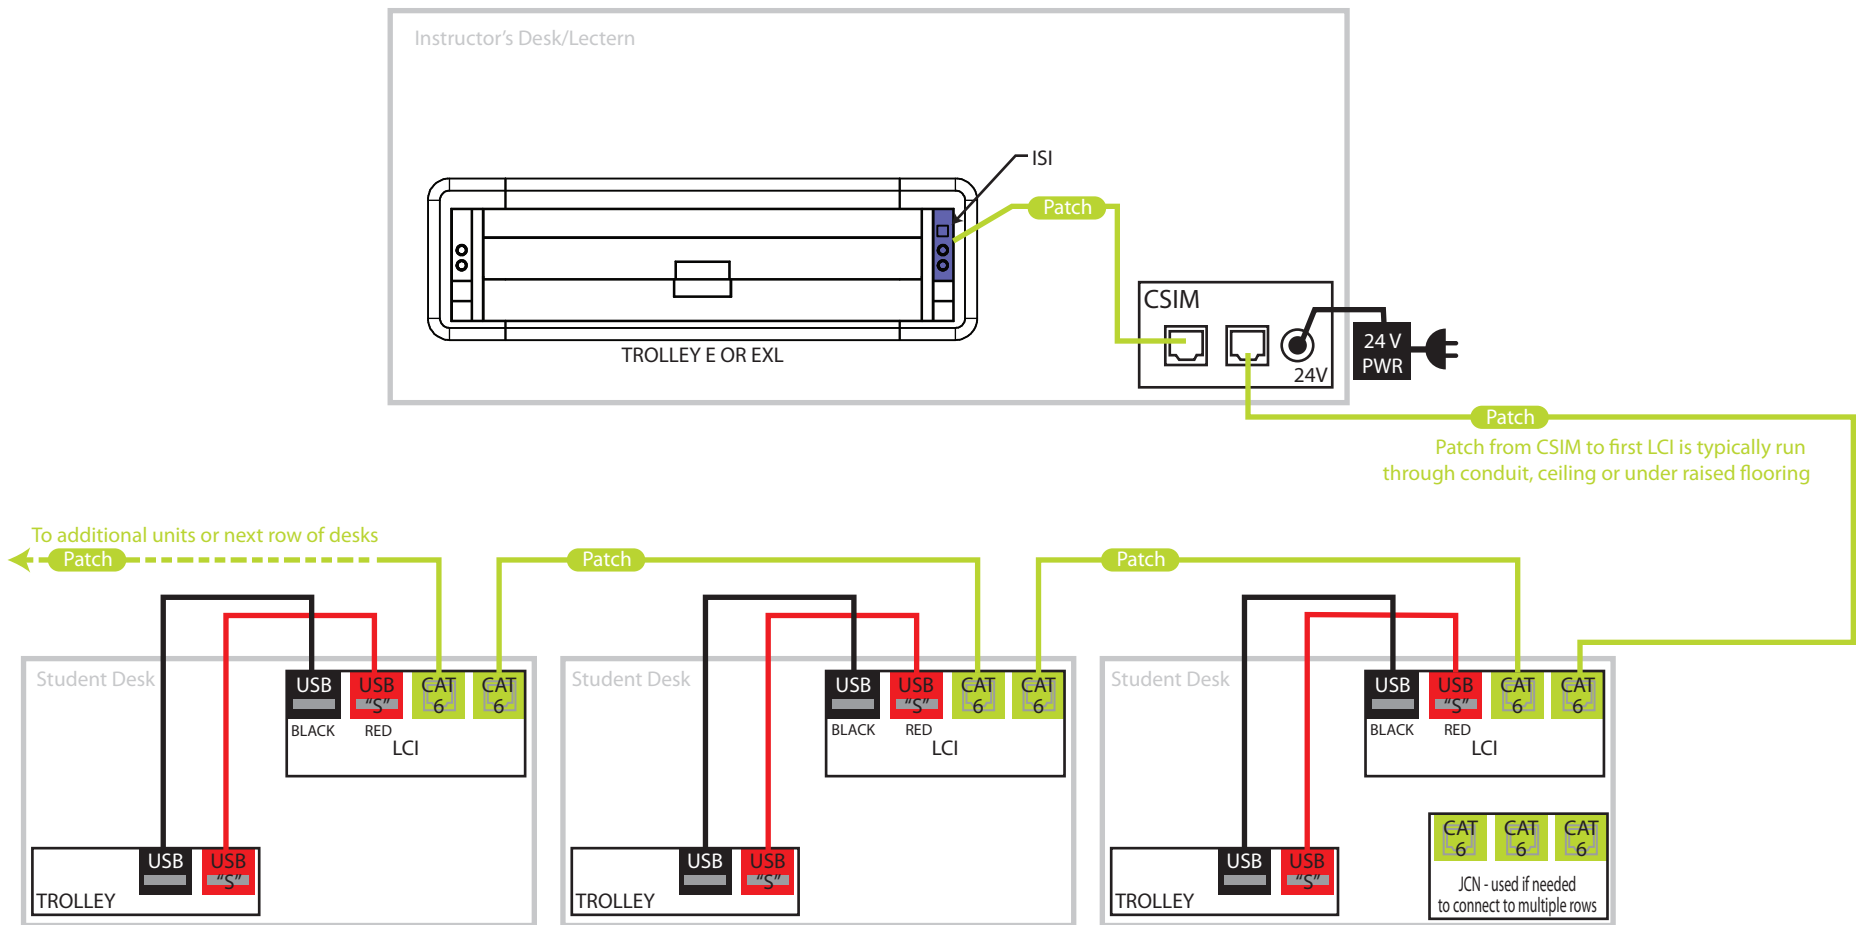 Instructor's Desk/Lectern
ISI
Patch
CSIM
24V
24 V
PWR
TROLLEY E OR EXL
Patch
Patch from CSIM to first LCI is typically run
through conduit, ceiling or under raised flooring
To additional units or next row of desks
Patch
Patch
Patch
Student Desk
USB
USB
"S"
CAT
6
CAT
6
BLACK
RED
LCI
USB
USB
"S"
TROLLEY
Student Desk
USB
USB
"S"
CAT
6
CAT
6
BLACK
RED
LCI
USB
USB
"S"
TROLLEY
Student Desk
USB
USB
"S"
CAT
6
CAT
6
BLACK
RED
LCI
USB
USB
"S"
TROLLEY
CAT
6
CAT
6
CAT
6
JCN - used if needed
to connect to multiple rows